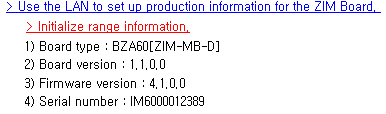 > Use the LAN to set up production information for the ZIM Board.
> Initialize range information.
1) Board type : BZA60[ZIM-MB-D]
2) Board version : 1.1.0.0
3) Firmware version : 4.1.0.0
4) Serial number : IM6000012389